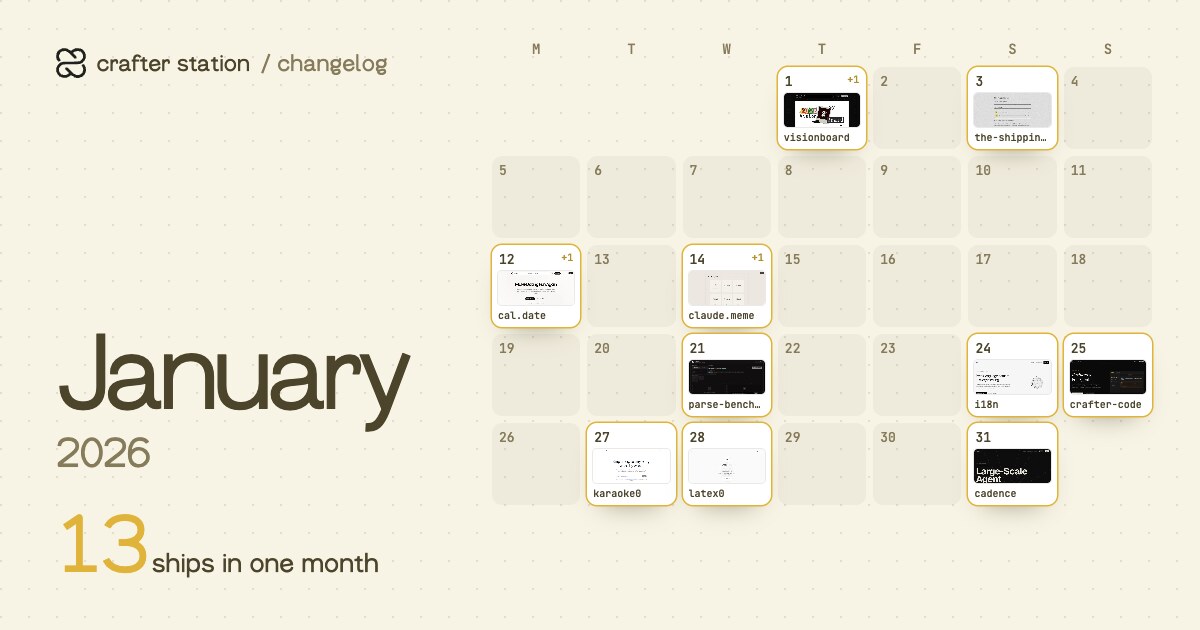 crafter station / changelog
M T W T F S S
1 +1
visionboard
2
3
the-shippin…
4
5 6 7 8 9 10 11
12 +1
cal.date
13
14 +1
claude.meme
15 16 17 18
19 20
21
parse-bench…
22 23
24
i18n
25
crafter-code
26
27
karaoke0
28
latex0
29 30
31
Large-Scale
Agent
cadence
January
2026
13 ships in one month